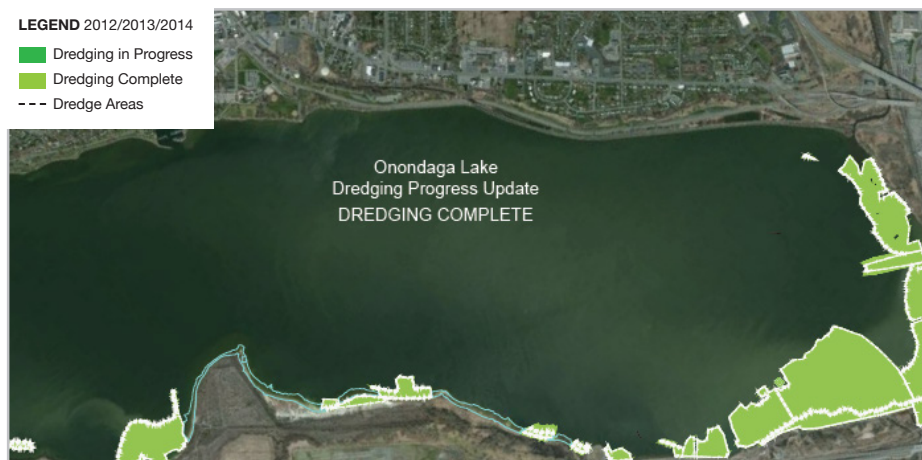 LEGEND 2012/2013/2014
Dredging in Progress
Dredging Complete
Dredge Areas
Onondaga Lake
Dredging Progress Update
DREDGING COMPLETE